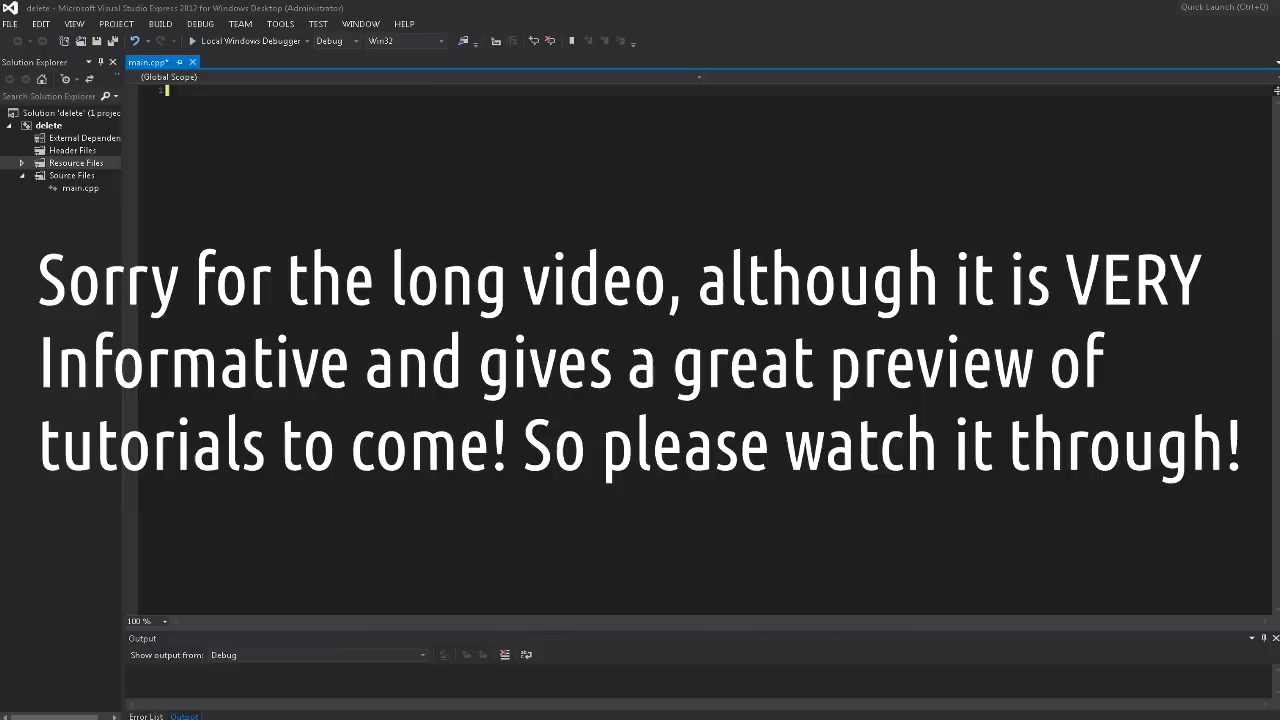 delete - Microsoft Visual Studio Express 2012 for Windows Desktop (Administrator)
Quick Launch (Ctrl+Q)
FILE EDIT VIEW PROJECT BUILD DEBUG TEAM TOOLS TEST WINDOW HELP
Local Windows Debugger Debug Win32
Solution Explorer
main.cpp*
(Global Scope)
Search Solution Explorer
1
Solution 'delete' (1 projec
delete
External Dependen
Header Files
Resource Files
Source Files
main.cpp
Sorry for the long video, although it is VERY
Informative and gives a great preview of
tutorials to come! So please watch it through!
100 %
Output
Show output from: Debug
Error List Output